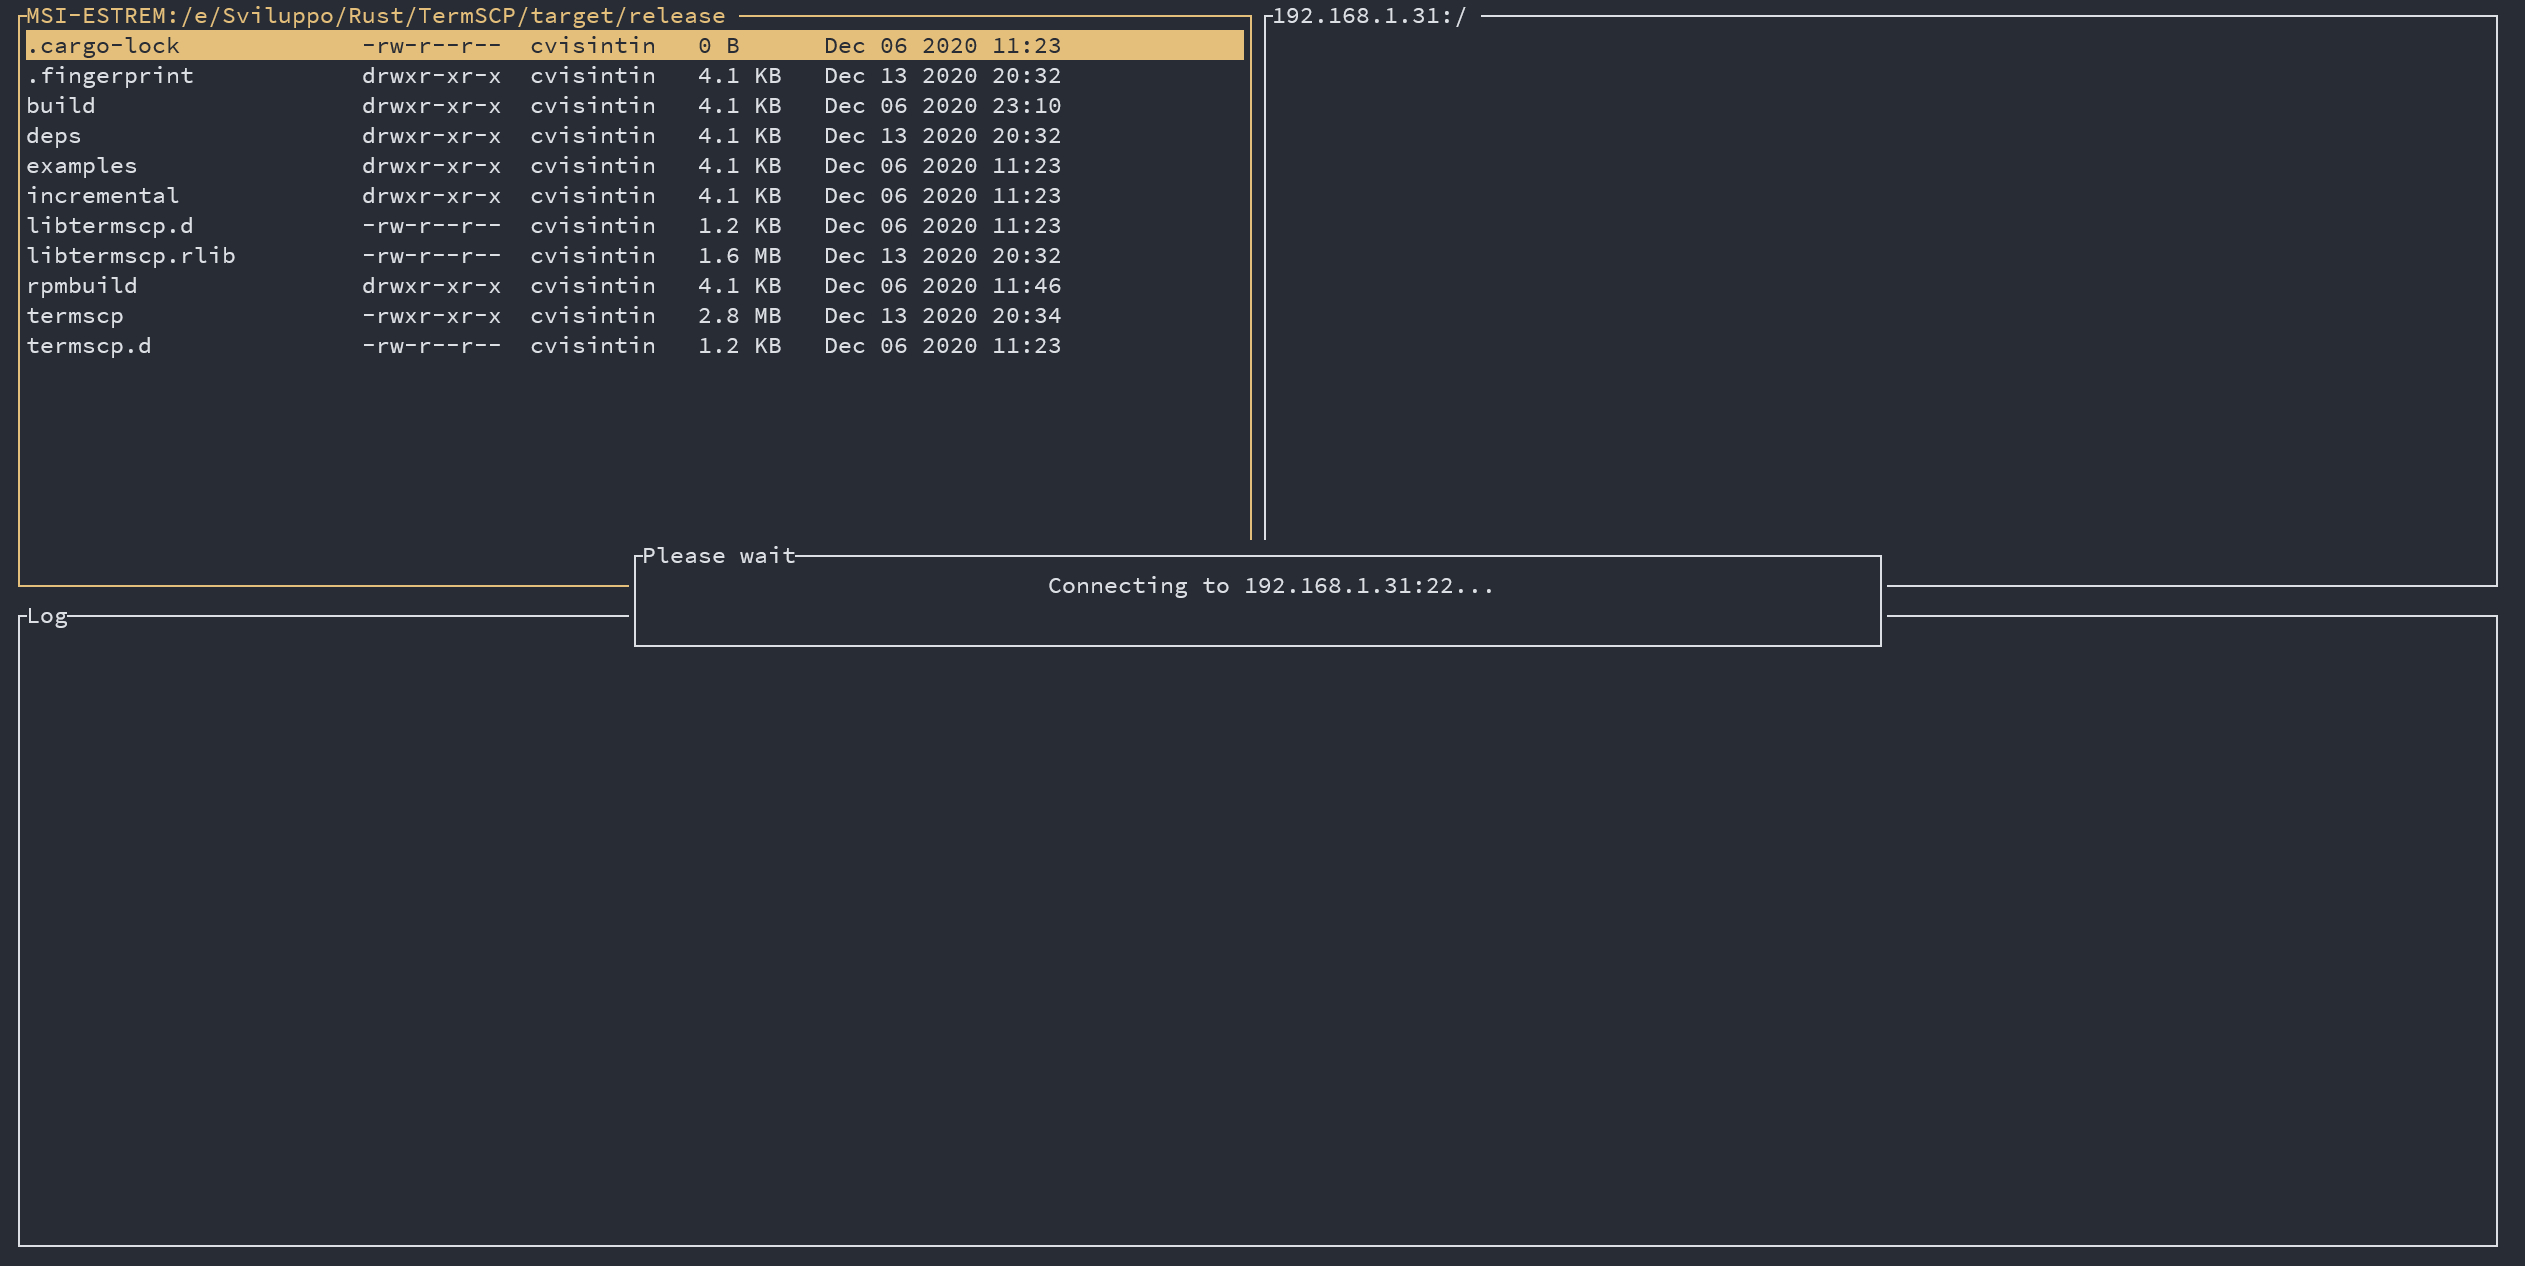 MSI-ESTREM:/e/Sviluppo/Rust/TermSCP/target/release
.cargo-lock -rw-r--r-- cvisintin 0 B Dec 06 2020 11:23
.fingerprint drwxr-xr-x cvisintin 4.1 KB Dec 13 2020 20:32
build drwxr-xr-x cvisintin 4.1 KB Dec 06 2020 23:10
deps drwxr-xr-x cvisintin 4.1 KB Dec 13 2020 20:32
examples drwxr-xr-x cvisintin 4.1 KB Dec 06 2020 11:23
incremental drwxr-xr-x cvisintin 4.1 KB Dec 06 2020 11:23
libtermscp.d -rw-r--r-- cvisintin 1.2 KB Dec 06 2020 11:23
libtermscp.rlib -rw-r--r-- cvisintin 1.6 MB Dec 13 2020 20:32
rpmbuild drwxr-xr-x cvisintin 4.1 KB Dec 06 2020 11:46
termscp -rwxr-xr-x cvisintin 2.8 MB Dec 13 2020 20:34
termscp.d -rw-r--r-- cvisintin 1.2 KB Dec 06 2020 11:23
192.168.1.31:/
Please wait
Connecting to 192.168.1.31:22...
Log